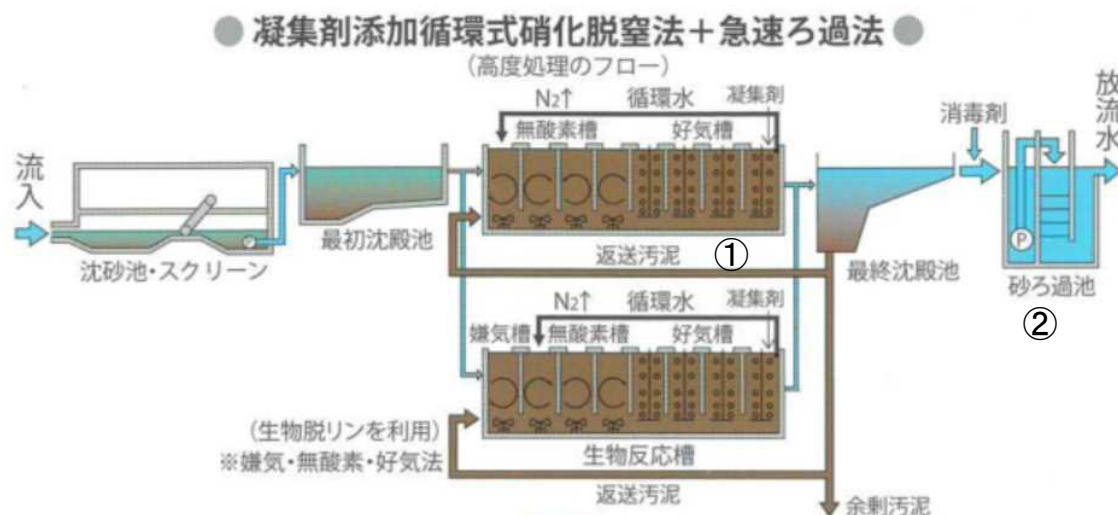 ● 凝集剤添加循環式硝化脱窒法＋急速ろ過法 ●
（高度処理のフロー）
N₂↑ 循環水 凝集剤
無酸素槽 好気槽
消毒剤
放流水
流入
最初沈殿池
沈砂池・スクリーン
返送汚泥 ①
最終沈殿池
P
P
砂ろ過池
②
N₂↑ 循環水 凝集剤
嫌気槽 無酸素槽 好気槽
（生物脱リンを利用）
※嫌気・無酸素・好気法
生物反応槽
返送汚泥
余剰汚泥